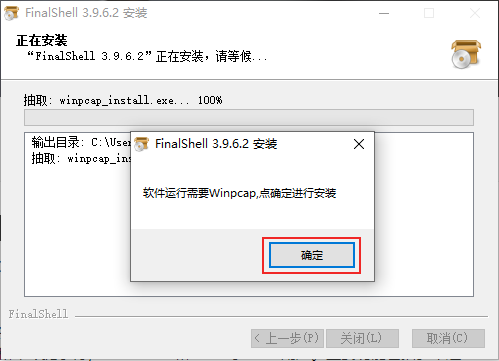 FinalShell 3.9.6.2 安装
正在安装
“FinalShell 3.9.6.2”正在安装，请等候...
抽取: winpcap_install.exe... 100%
输出目录: C:\User
抽取: winpcap_ins
FinalShell 3.9.6.2 安装
软件运行需要Winpcap,点确定进行安装
确定
FinalShell
< 上一步(P)
关闭(L)
取消(C)